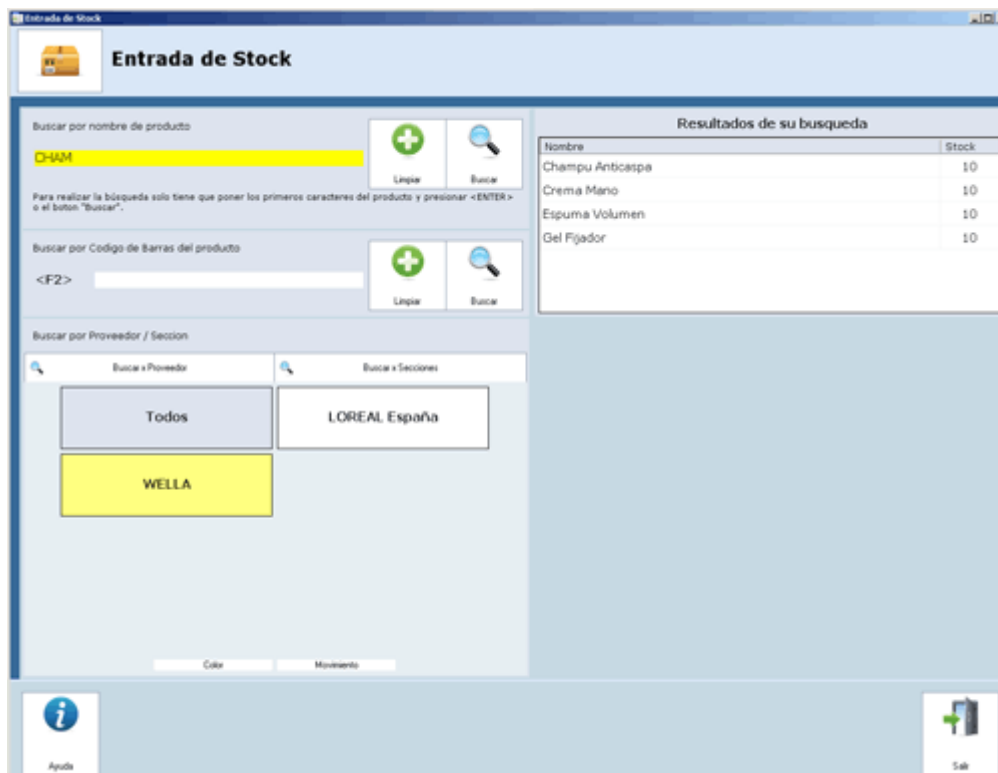 Entrada de Stock
Entrada de Stock
Buscar por nombre de producto
CHAM
Limpiar
Buscar
Para realizar la búsqueda solo tiene que poner los primeros caracteres del producto y presionar <ENTER>
o el boton "Buscar".
Buscar por Codigo de Barras del producto
<F2>
Limpiar
Buscar
Buscar por Proveedor / Seccion
Buscar x Proveedor
Buscar x Secciones
Todos
LOREAL España
WELLA
Color
Movimiento
Resultados de su busqueda
Nombre Stock
Champu Anticaspa 10
Crema Mano 10
Espuma Volumen 10
Gel Fijador 10
Ayuda
Salir